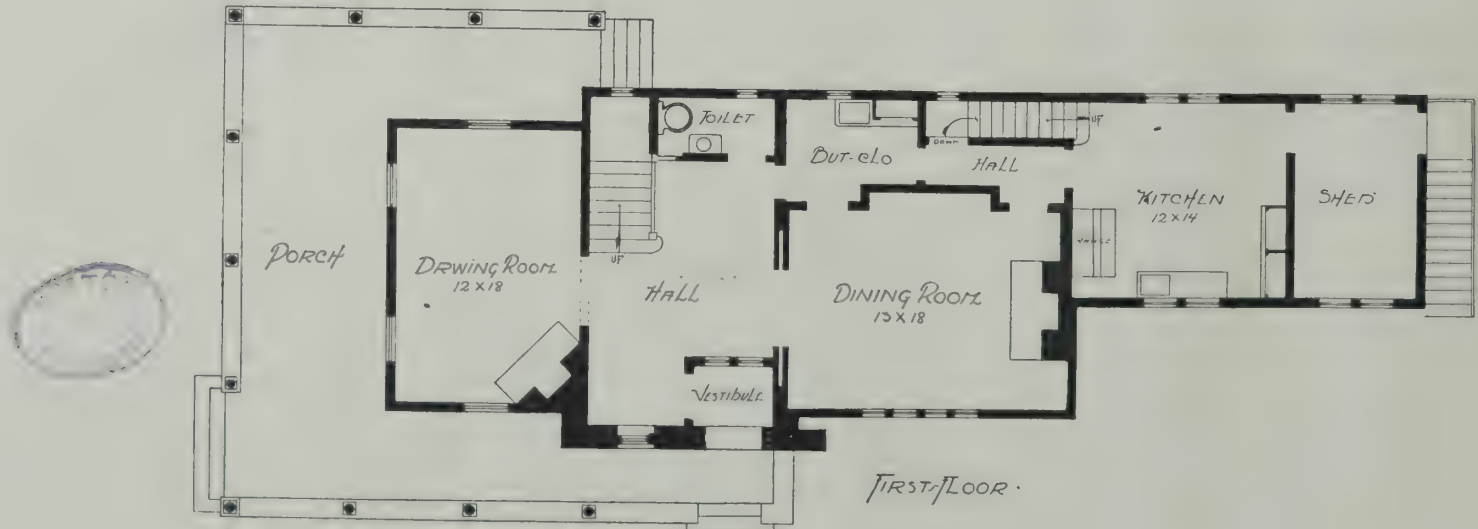 TOILET
BUT-CLO
DOWN
UP
HALL
KITCHEN
12 X 14
SHED
RANGE
PORCH
DRWING ROOM
12 X 18
UP
HALL
DINING ROOM
13 X 18
VESTIBULE
FIRST-FLOOR.